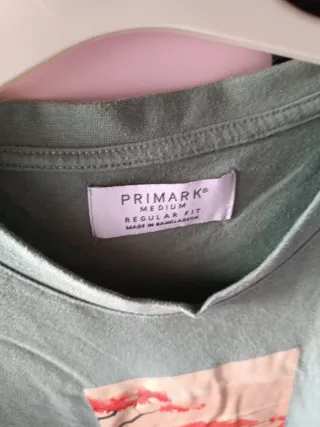 PRIMARK®
MEDIUM
REGULAR FIT
MADE IN BANGLADESH